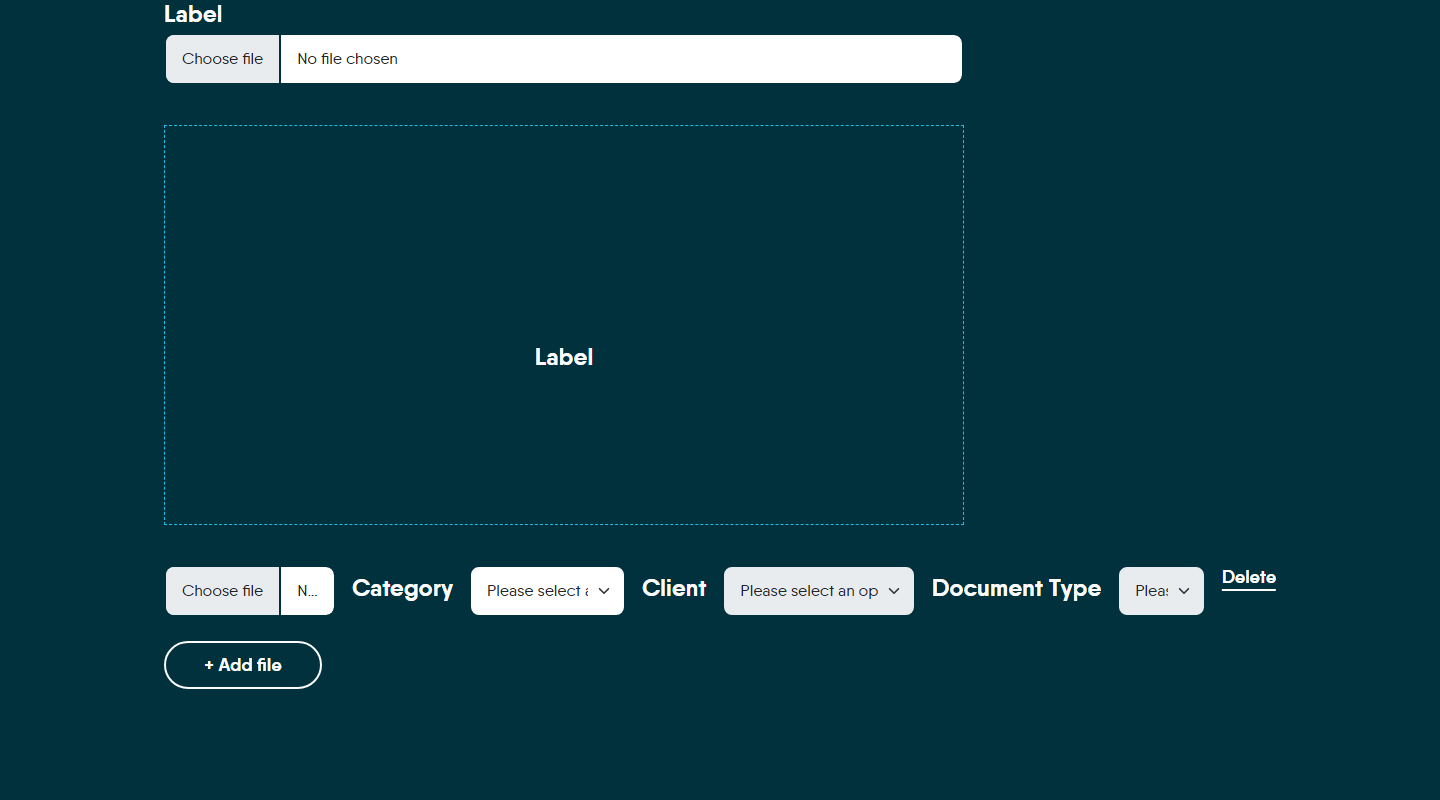 Label
Choose file No file chosen
Label
Choose file N... Category Please select a Client Please select an op Document Type Pleas Delete
+ Add file